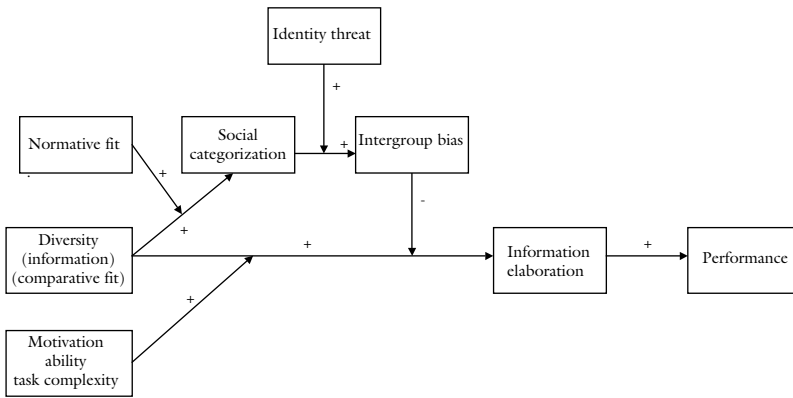 Identity threat
+
Normative fit
Social
categorization
+
Intergroup bias
+
.
+
-
Diversity
(information)
(comparative fit)
+
Information
elaboration
+
Performance
+
Motivation
ability
task complexity